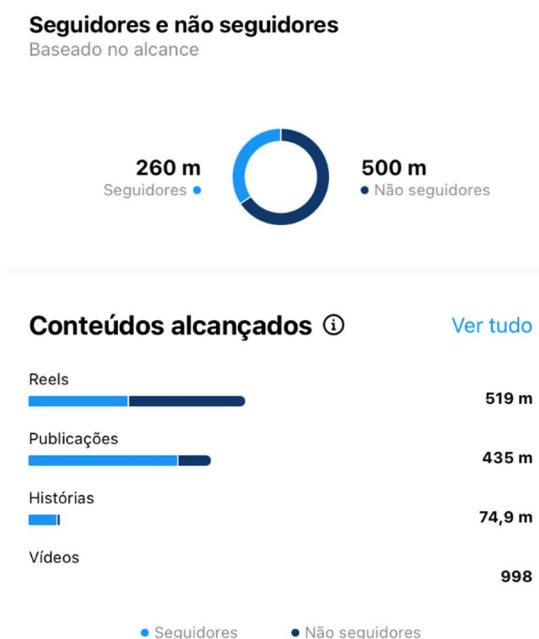 Seguidores e não seguidores
Baseado no alcance
260 m
Seguidores
500 m
Não seguidores
Conteúdos alcançados
Ver tudo
Reels
519 m
Publicações
435 m
Histórias
74,9 m
Vídeos
998
Seguidores
Não seguidores